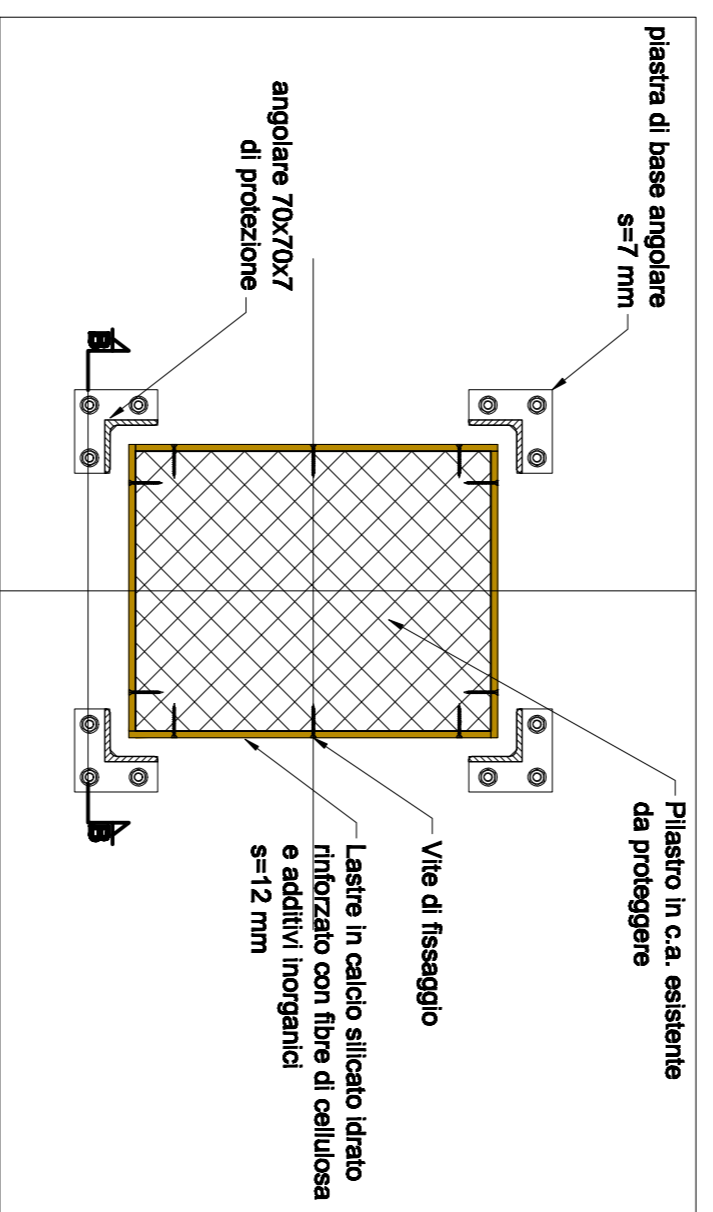 piastra di base angolare
s=7 mm
angolare 70x70x7
di protezione
B
B
Pilastro in c.a. esistente
da proteggere
Vite di fissaggio
Lastre in calcio silicato idrato
rinforzato con fibre di cellulosa
e additivi inorganici
s=12 mm